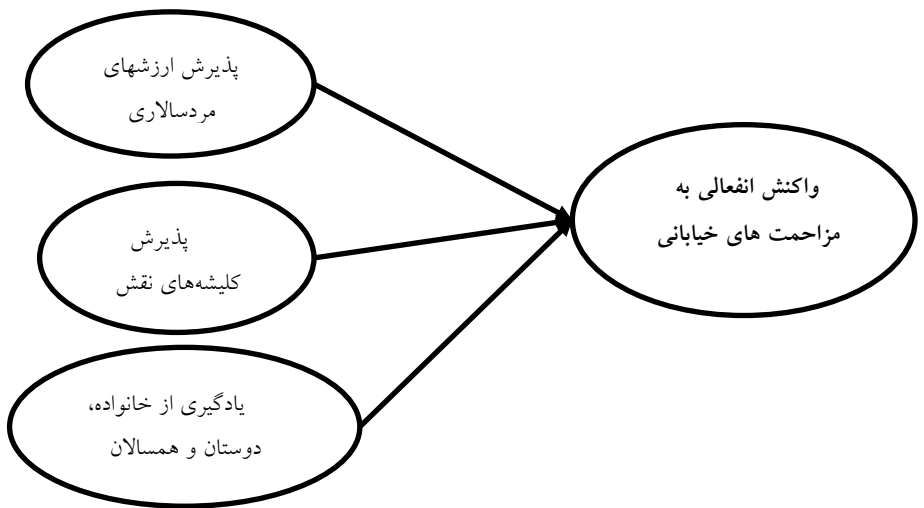 پذیرش ارزشهای
مردسالاری
واکنش انفعالی به
مزاحمت های خیابانی
پذیرش
کلیشه‌های نقش
یادگیری از خانواده،
دوستان و همسالان